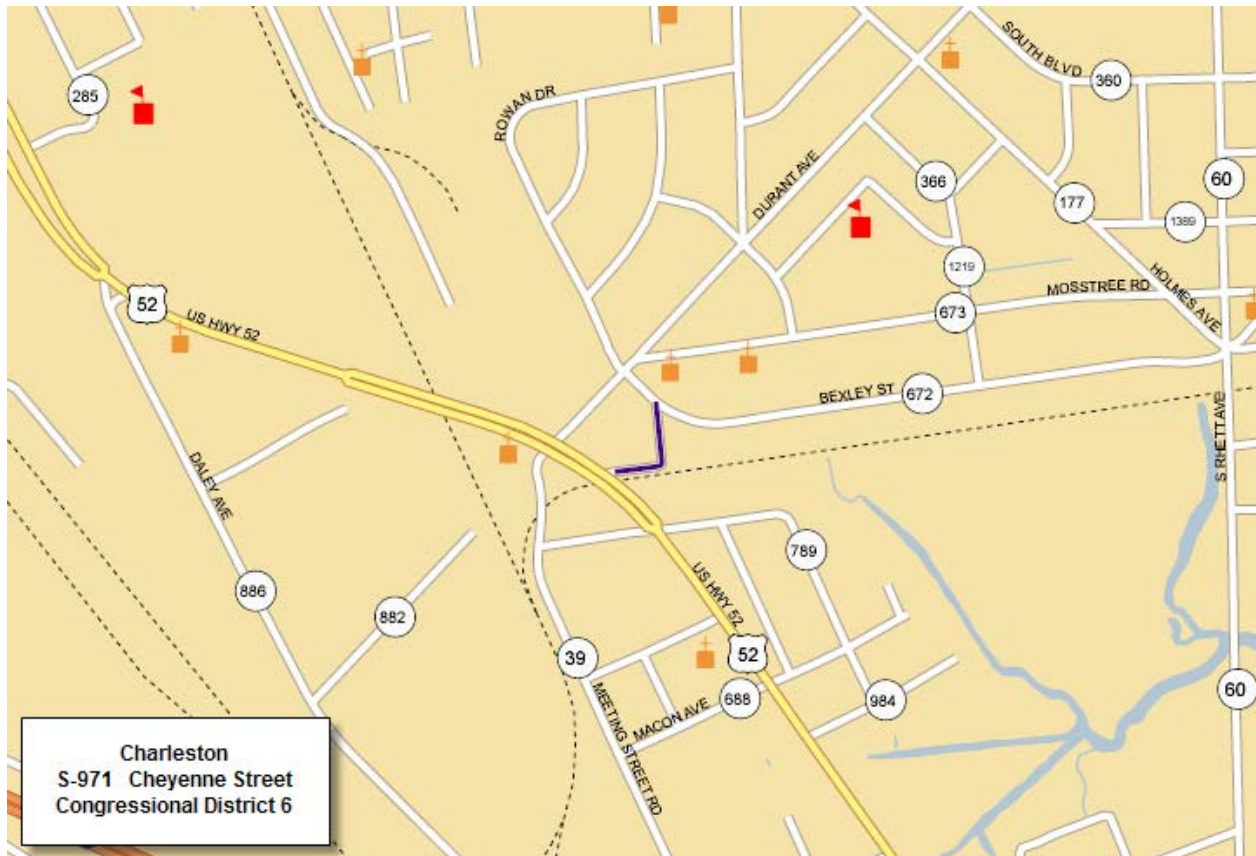 SOUTH BLVD
360
285
ROWAN DR
DURANT AVE
366
60
177
1389
1219
HOLMES AVE
MOSSTREE RD
52
US HWY 52
673
BEXLEY ST
672
S RHETT AVE
DALEY AVE
789
886
882
US HWY 52
39
52
688
984
60
MACON AVE
MEETING STREET RD
Charleston
S-971 Cheyenne Street
Congressional District 6